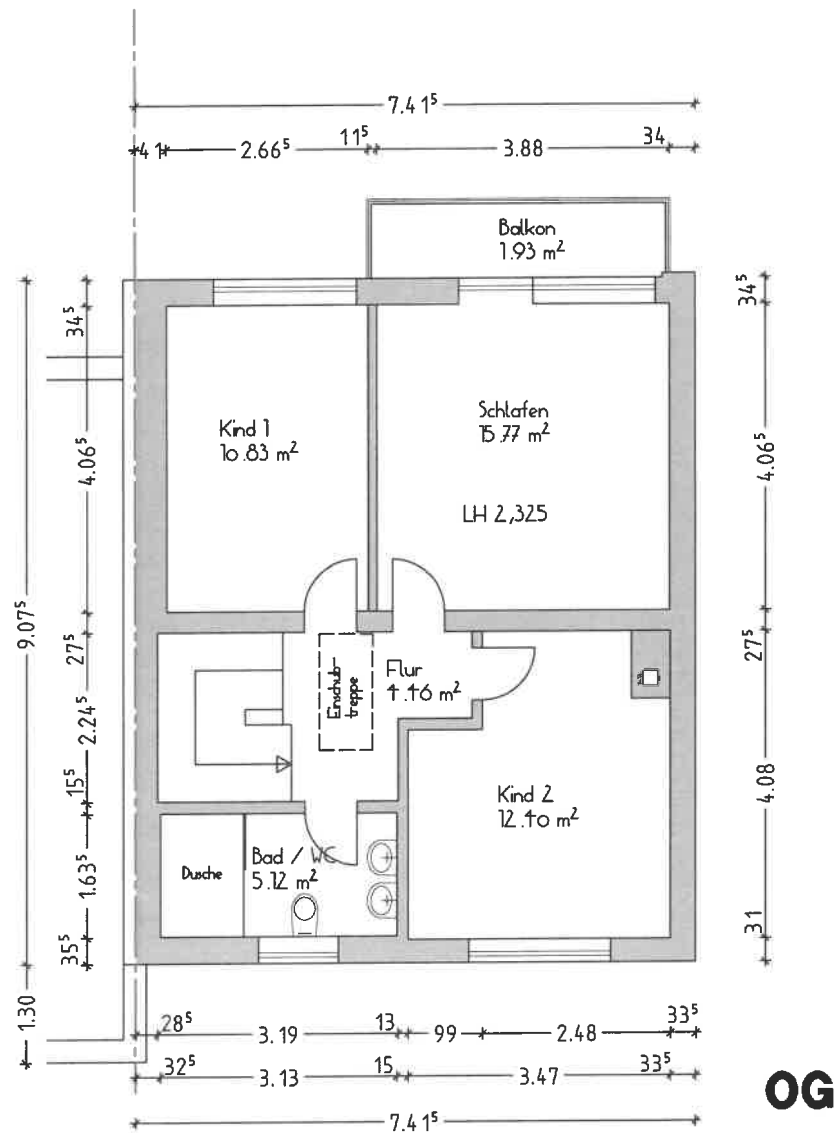 7.41⁵
41
2.66⁵
11⁵
3.88
34
Balkon
1.93 m²
34⁵
34⁵
Kind 1
10.83 m²
Schlafen
15.77 m²
4.06⁵
4.06⁵
LH 2,325
9.07⁵
27⁵
27⁵
Einschub-
treppe
Flur
4.46 m²
2.24⁵
4.08
15⁵
Kind 2
12.40 m²
1.63⁵
Dusche
Bad / WC
5.12 m²
35⁵
31
1.30
28⁵
3.19
13
99
2.48
33⁵
32⁵
3.13
15
3.47
33⁵
7.41⁵
OG